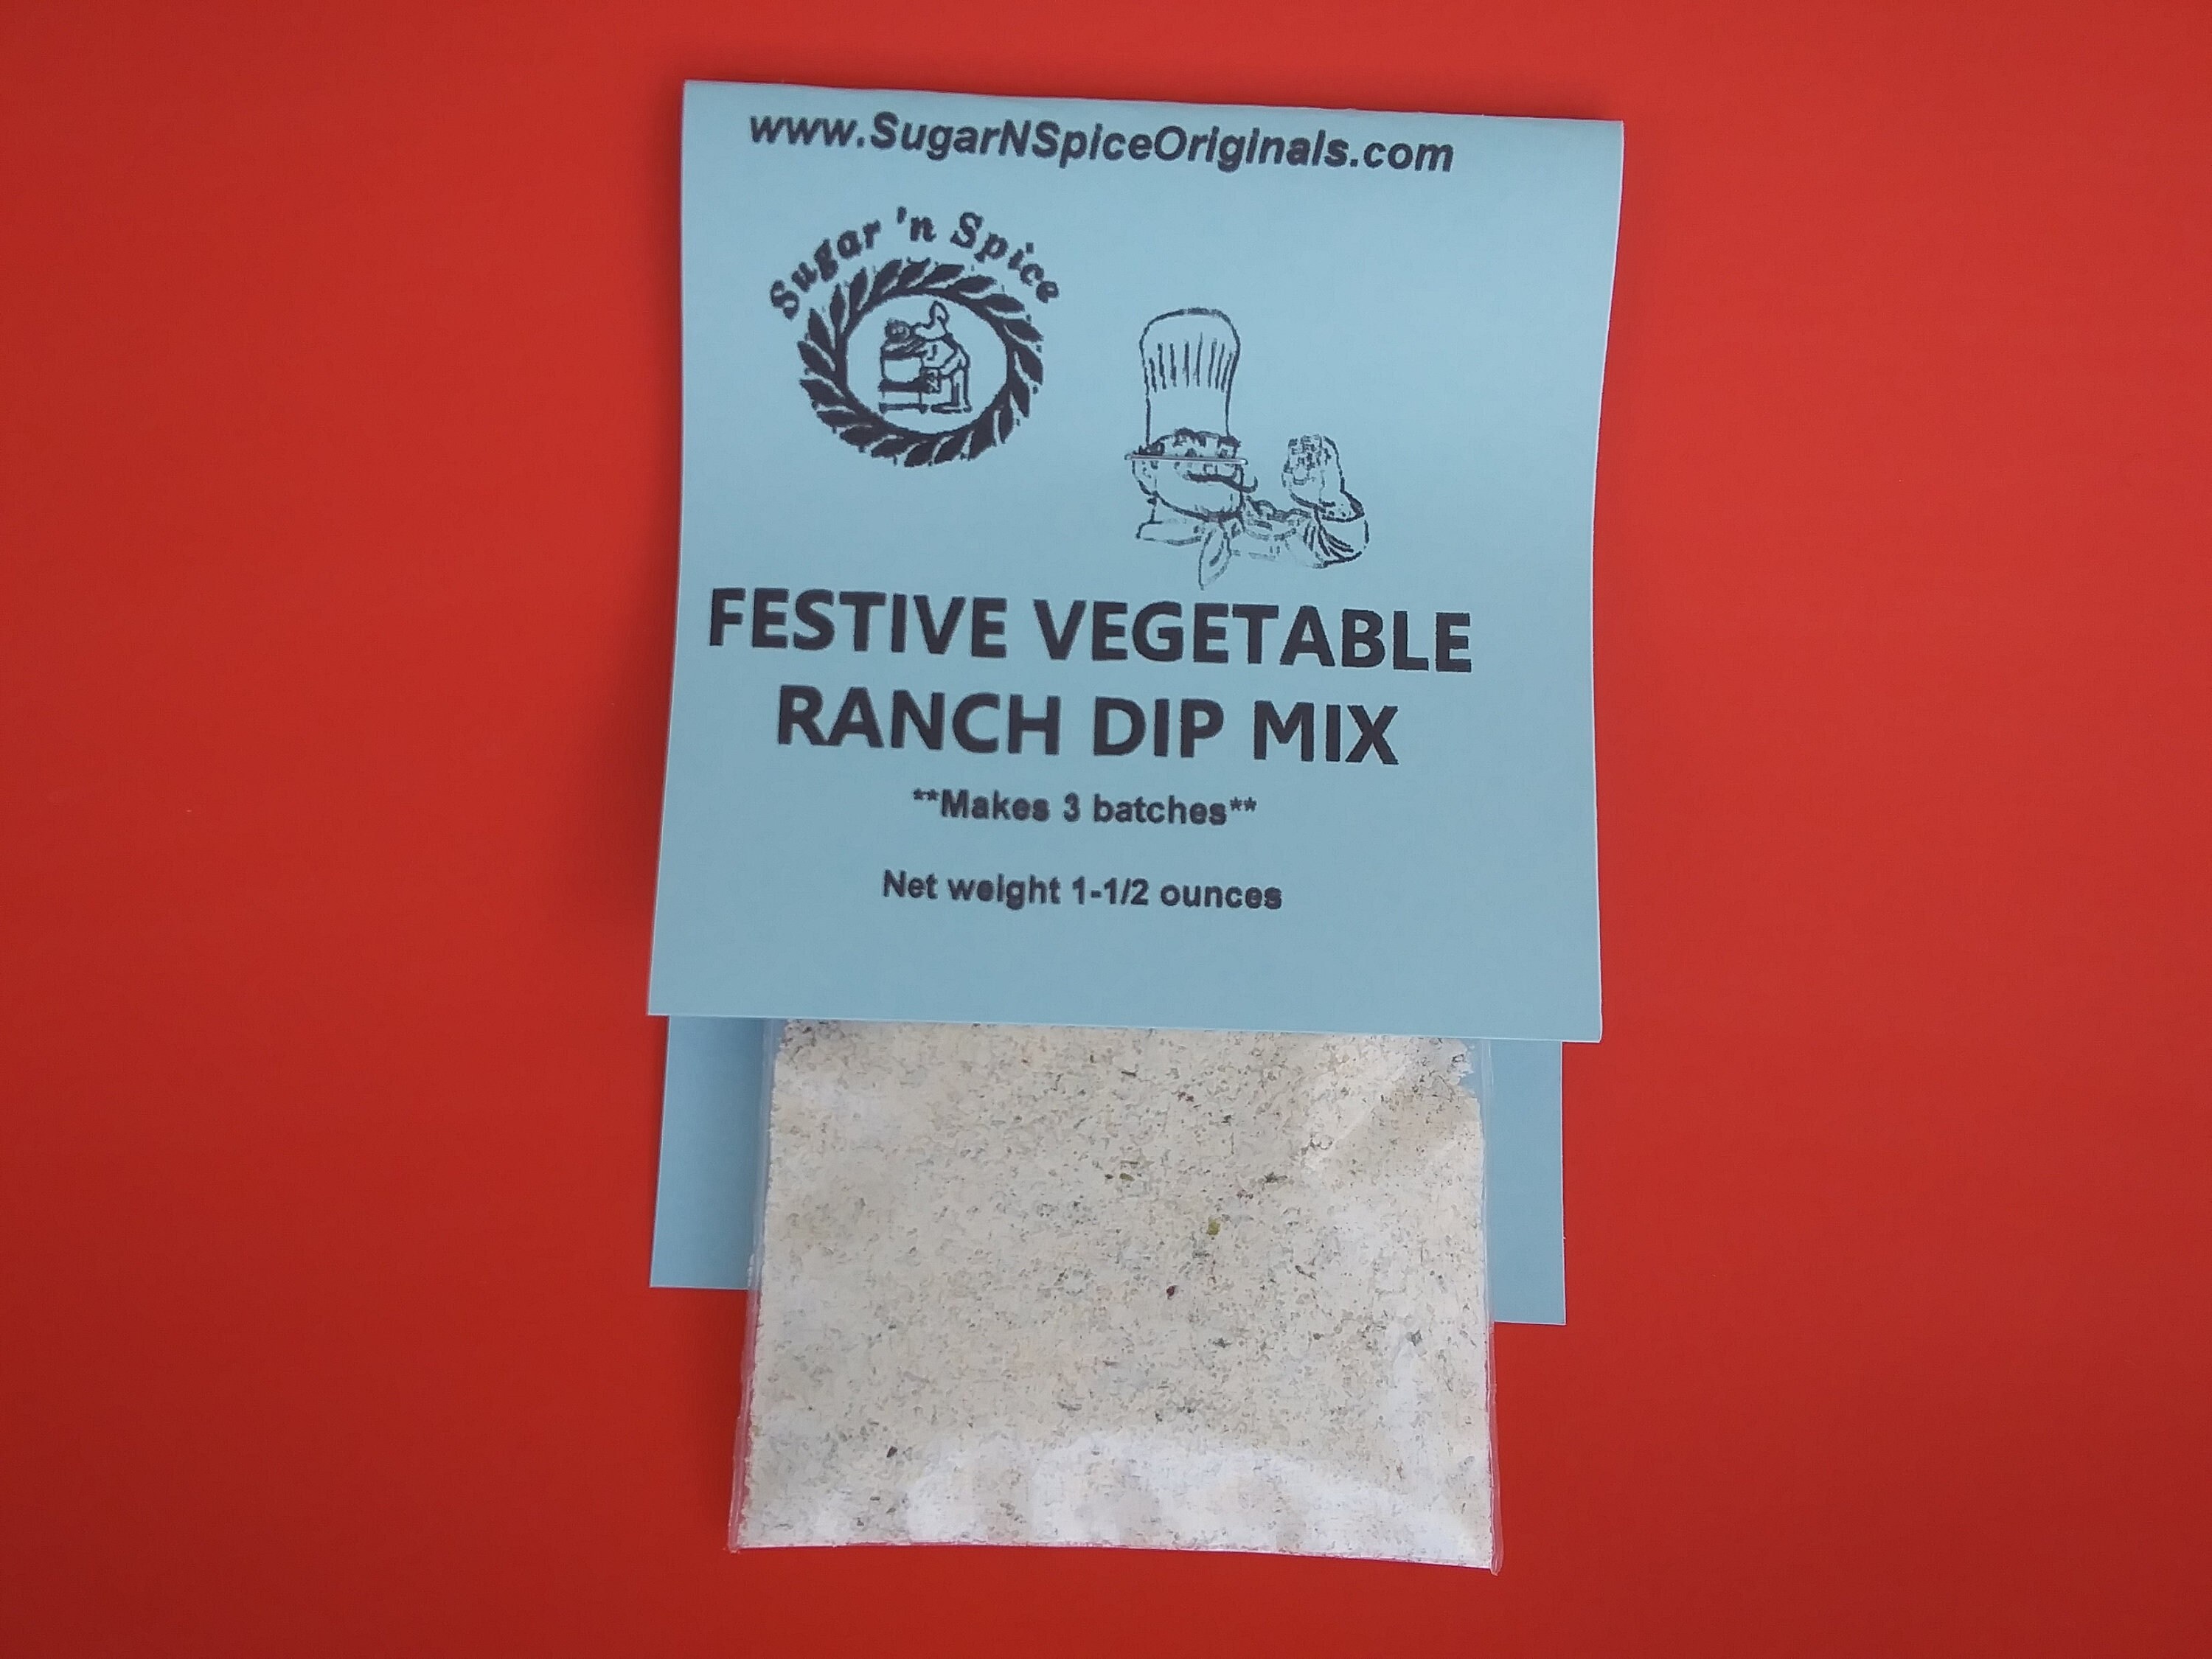 www.SugarNSpiceOriginals.com
Sugar 'n Spice
FESTIVE VEGETABLE
RANCH DIP MIX
**Makes 3 batches**
Net weight 1-1/2 ounces